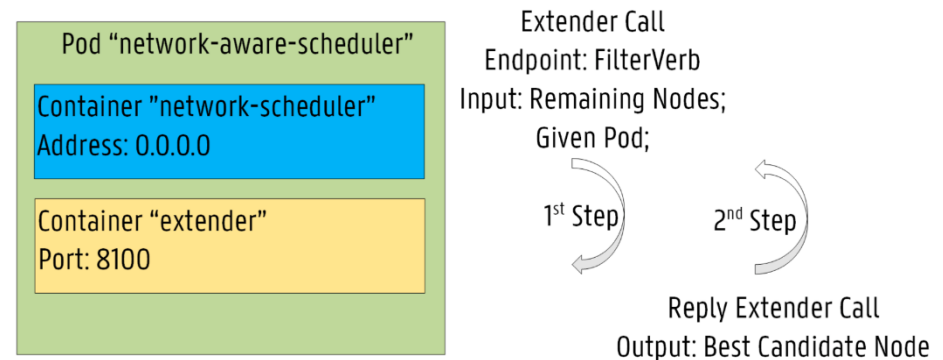 Pod “network-aware-scheduler”
Container ”network-scheduler”
Address: 0.0.0.0
Container “extender”
Port: 8100
Extender Call
Endpoint: FilterVerb
Input: Remaining Nodes;
Given Pod;
1st Step
2nd Step
Reply Extender Call
Output: Best Candidate Node